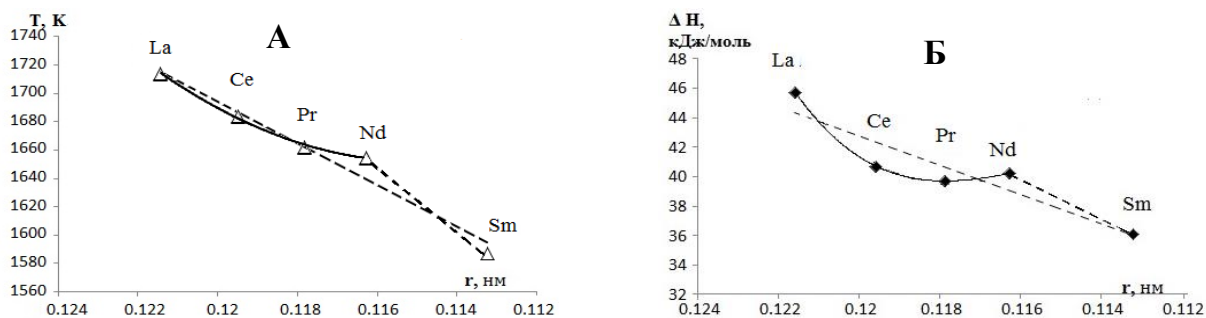 T, K
А
1740
1720
1700
1680
1660
1640
1620
1600
1580
1560
La
Ce
Pr
Nd
Sm
r, нм
0.124 0.122 0.12 0.118 0.116 0.114 0.112
Δ H,
кДж/моль
Б
48
46
44
42
40
38
36
34
32
La
Ce
Pr
Nd
Sm
r, нм
0.124 0.122 0.12 0.118 0.116 0.114 0.112